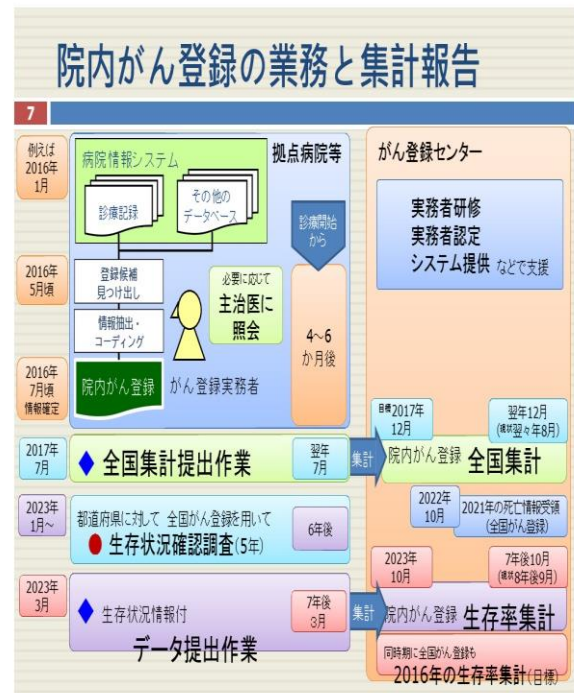 院内がん登録の業務と集計報告
7
例えば
2016年
1月
病院情報システム
診療記録
その他の
データベース
拠点病院等
診療開始
から
4～6
か月後
2016年
5月頃
登録候補
見つけ出し
情報抽出・
コーディング
必要に応じて
主治医に
照会
2016年
7月頃
情報確定
院内がん登録
がん登録実務者
がん登録センター
実務者研修
実務者認定
システム提供 などで支援
2017年
7月
◆ 全国集計提出作業
翌年
7月
集計
目標2017年
12月
翌年12月
(現状翌々年8月)
院内がん登録 全国集計
2022年
10月
2021年の死亡情報受領
(全国がん登録)
2023年
1月～
都道府県に対して 全国がん登録を用いて
● 生存状況確認調査(5年)
6年後
2023年
3月
◆ 生存状況情報付
データ提出作業
7年後
3月
集計
2023年
10月
7年後10月
(現状8年後9月)
院内がん登録 生存率集計
同時期に全国がん登録も
2016年の生存率集計(目標)